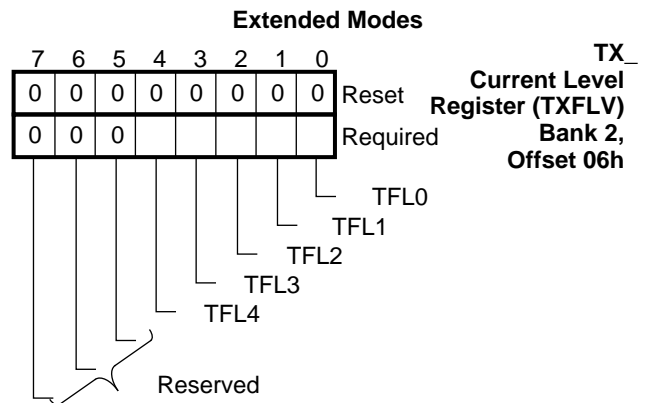 Extended Modes
7 6 5 4 3 2 1 0
0 0 0 0 0 0 0 0 Reset
0 0 0 Required
TX_
Current Level
Register (TXFLV)
Bank 2,
Offset 06h
TFL0
TFL1
TFL2
TFL3
TFL4
Reserved